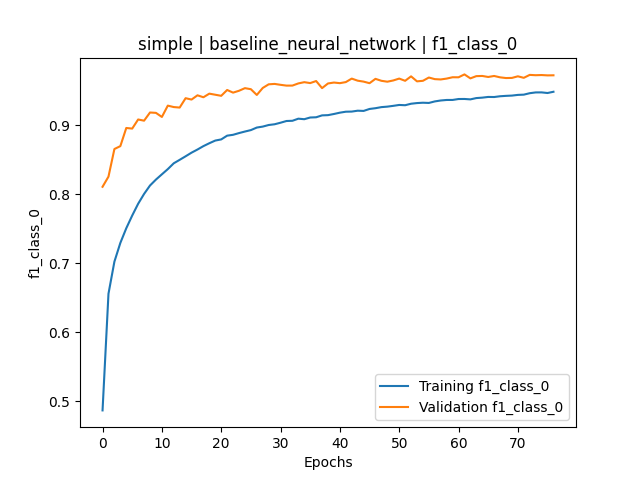 simple | baseline_neural_network | f1_class_0
f1_class_0
0.9
0.8
0.7
0.6
0.5
Training f1_class_0
Validation f1_class_0
0 10 20 30 40 50 60 70
Epochs